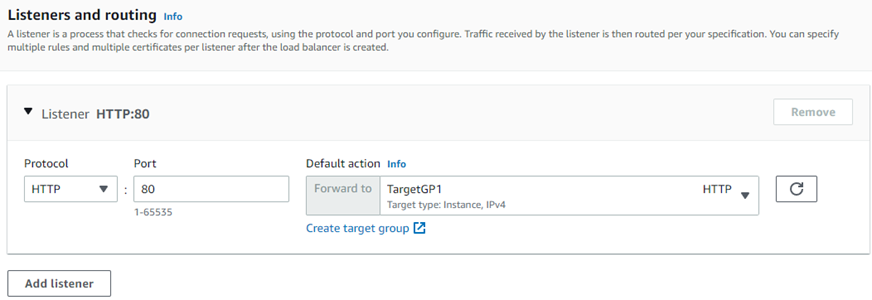 Listeners and routing Info
A listener is a process that checks for connection requests, using the protocol and port you configure. Traffic received by the listener is then routed per your specification. You can specify
multiple rules and multiple certificates per listener after the load balancer is created.
Listener HTTP:80
Remove
Protocol
Port
Default action Info
HTTP
:
80
Forward to
TargetGP1
HTTP
Target type: Instance, IPv4
1-65535
Create target group
Add listener